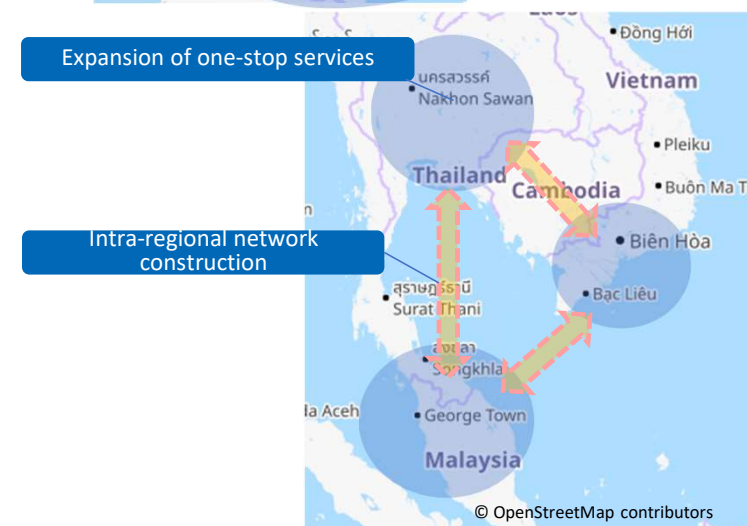 Expansion of one-stop services
Đồng Hới
นครสวรรค์
Nakhon Sawan
Vietnam
Pleiku
Thailand
Cambodia
Buôn Ma T
Intra-regional network
construction
Biên Hòa
สุราษฎร์ธานี
Surat Thani
Bạc Liêu
สงขลา
Songkhla
da Aceh
George Town
Malaysia
© OpenStreetMap contributors